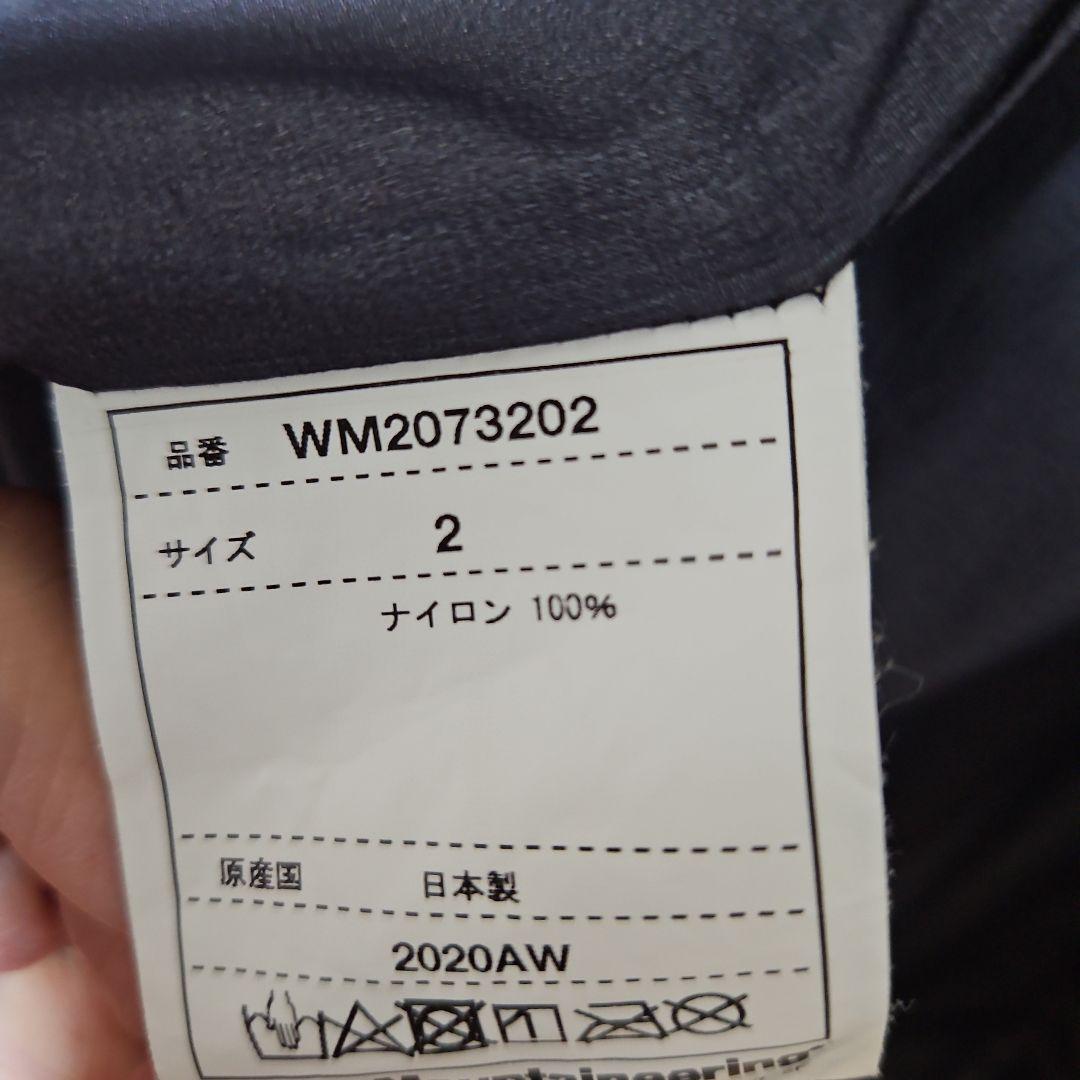 品番 WM2073202
サイズ 2
ナイロン 100%
原産国 日本製
2020AW
Mountaineering